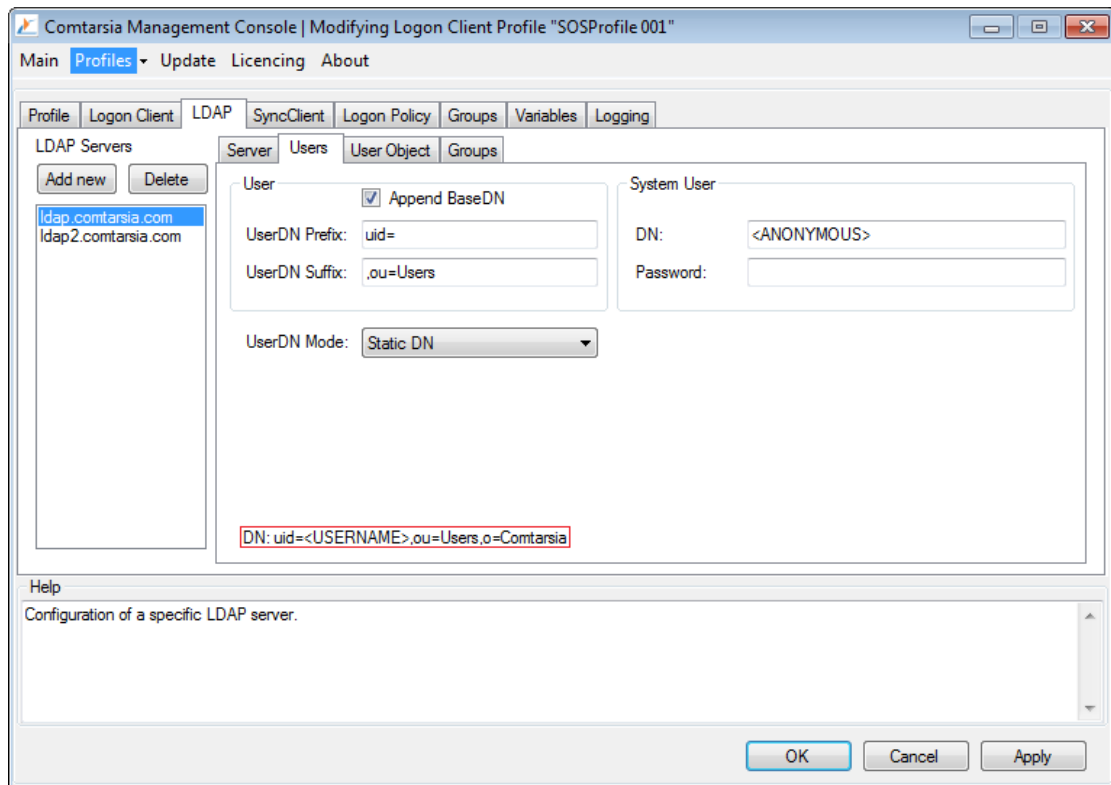 Comtarsia Management Console | Modifying Logon Client Profile "SOSProfile 001"
Main Profiles Update Licencing About
Profile Logon Client LDAP SyncClient Logon Policy Groups Variables Logging
LDAP Servers
Add new Delete
ldap.comtarsia.com
ldap2.comtarsia.com
Server Users User Object Groups
User
Append BaseDN
UserDN Prefix: uid=
UserDN Suffix: ,ou=Users
System User
DN: <ANONYMOUS>
Password:
UserDN Mode: Static DN
DN: uid=<USERNAME>,ou=Users,o=Comtarsia
Help
Configuration of a specific LDAP server.
OK Cancel Apply